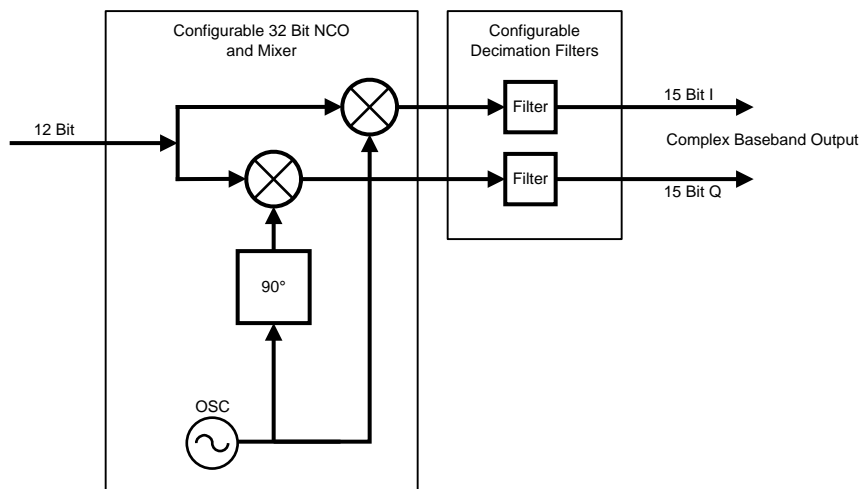 Configurable 32 Bit NCO
and Mixer
Configurable
Decimation Filters
12 Bit
Filter
15 Bit I
Complex Baseband Output
Filter
15 Bit Q
90°
OSC